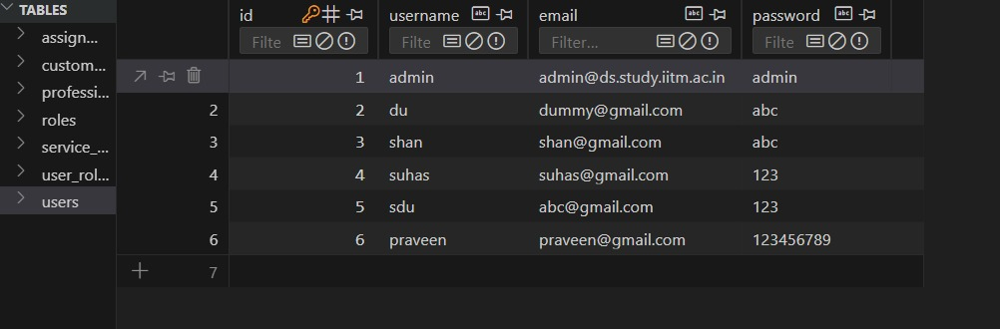 TABLES
assign...
custom...
professi...
roles
service_...
user_rol...
users
id username email password
Filte Filte Filter... Filte
1 admin admin@ds.study.iitm.ac.in admin
2 2 du dummy@gmail.com abc
3 3 shan shan@gmail.com abc
4 4 suhas suhas@gmail.com 123
5 5 sdu abc@gmail.com 123
6 6 praveen praveen@gmail.com 123456789
7